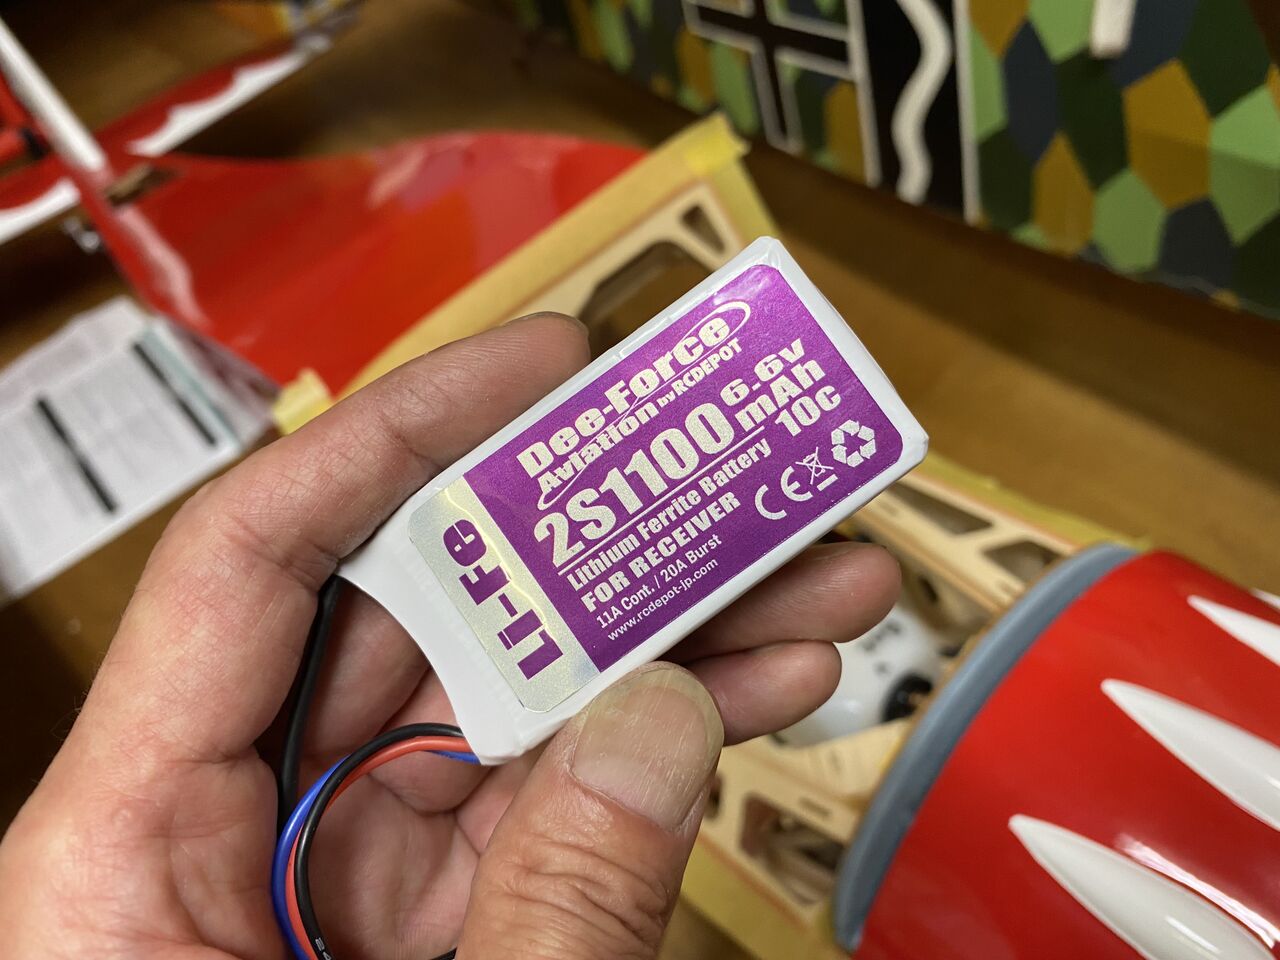 Li-Fe
Dee-Force
Aviation by RCDEPOT
2S1100 6.6v mAh
Lithium Ferrite Battery 10c
FOR RECEIVER
11A Cont. / 20A Burst
www.rcdepot-jp.com
CE